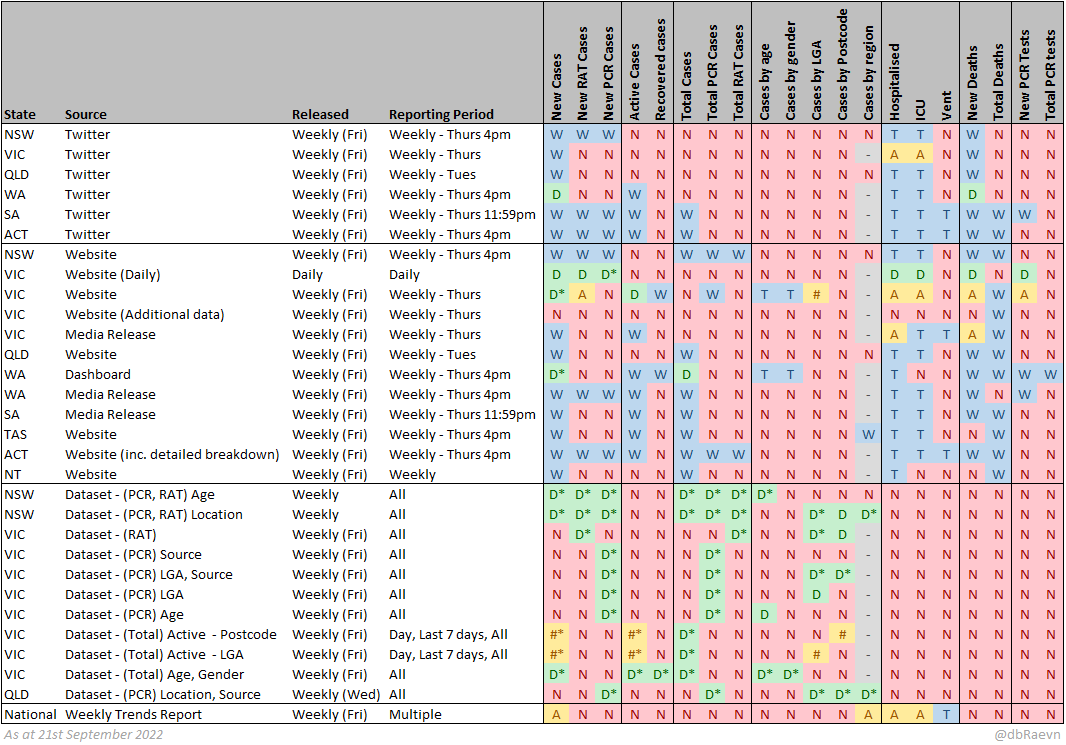 State Source Released Reporting Period New Cases New RAT Cases New PCR Cases Active Cases Recovered cases Total Cases Total PCR Cases Total RAT Cases Cases by age Cases by gender Cases by LGA Cases by Postcode Cases by region Hospitalised ICU Vent New Deaths Total Deaths New PCR Tests Total PCR tests
NSW Twitter Weekly (Fri) Weekly - Thurs 4pm W W W N N N N N N N N N N T T N W N N N
VIC Twitter Weekly (Fri) Weekly - Thurs W N N N N N N N N N N N - A A N W N N N
QLD Twitter Weekly (Fri) Weekly - Tues W N N N N N N N N N N N N T T N W N N N
WA Twitter Weekly (Fri) Weekly - Thurs 4pm D N N W N N N N N N N N - T T N D N N N
SA Twitter Weekly (Fri) Weekly - Thurs 11:59pm W W W W N W N N N N N N - T T T W W W N
ACT Twitter Weekly (Fri) Weekly - Thurs 4pm W W W W N W N N N N N N - T T T W W N N
NSW Website Weekly (Fri) Weekly - Thurs 4pm W W W N N W W W N N N N N T T N W W N N
VIC Website (Daily) Daily Daily D D D* N N N N N N N N N - D D N D N D N
VIC Website Weekly (Fri) Weekly - Thurs D* A N D W N W N T T # N - A A N A W A N
VIC Website (Additional data) Weekly (Fri) Weekly - Thurs N N N N N N N N N N N N - N N N N W N N
VIC Media Release Weekly (Fri) Weekly - Thurs W N N W N N N N N N N N - A T T A W N N
QLD Website Weekly (Fri) Weekly - Tues W N N N N W N N N N N N N T T N W W N N
WA Dashboard Weekly (Fri) Weekly - Thurs 4pm D* N N W W D N N T T N N - T N N W W W W
WA Media Release Weekly (Fri) Weekly - Thurs 4pm W W W W N W N N N N N N - T T N W N W N
SA Media Release Weekly (Fri) Weekly - Thurs 11:59pm W N N W N W N N N N N N - T T N W W N N
TAS Website Weekly (Fri) Weekly - Thurs 4pm W N N W N W N N N N N N W T T N N W N N
ACT Website (inc. detailed breakdown) Weekly (Fri) Weekly - Thurs 4pm W W W W N W W W N N N N - T T T W W N N
NT Website Weekly (Fri) Weekly W N N N N W N N N N N N - T N N N W N N
NSW Dataset - (PCR, RAT) Age Weekly All D* D* D* N N D* D* D* D* N N N N N N N N N N N
NSW Dataset - (PCR, RAT) Location Weekly All D* D* D* N N D* D* D* N N D* D D* N N N N N N N
VIC Dataset - (RAT) Weekly (Fri) All N D* N N N N N D* N N D* D - N N N N N N N
VIC Dataset - (PCR) Source Weekly (Fri) All N N D* N N N D* N N N N N - N N N N N N N
VIC Dataset - (PCR) LGA, Source Weekly (Fri) All N N D* N N N D* N N N D* D* - N N N N N N N
VIC Dataset - (PCR) LGA Weekly (Fri) All N N D* N N N D* N N N D N - N N N N N N N
VIC Dataset - (PCR) Age Weekly (Fri) All N N D* N N N D* N D N N N - N N N N N N N
VIC Dataset - (Total) Active - Postcode Weekly (Fri) Day, Last 7 days, All #* N N #* N D* N N N N N # - N N N N N N N
VIC Dataset - (Total) Active - LGA Weekly (Fri) Day, Last 7 days, All #* N N #* N D* N N N N # N - N N N N N N N
VIC Dataset - (Total) Age, Gender Weekly (Fri) All D* N N D* D* D* N N D* D* N N - N N N N N N N
QLD Dataset - (PCR) Location, Source Weekly (Wed) All N N D* N N N D* N N N D* D* D* N N N N N N N
National Weekly Trends Report Weekly (Fri) Multiple A N N N N N N N N N N N A A A T N N N N
As at 21st September 2022 @dbRaevn